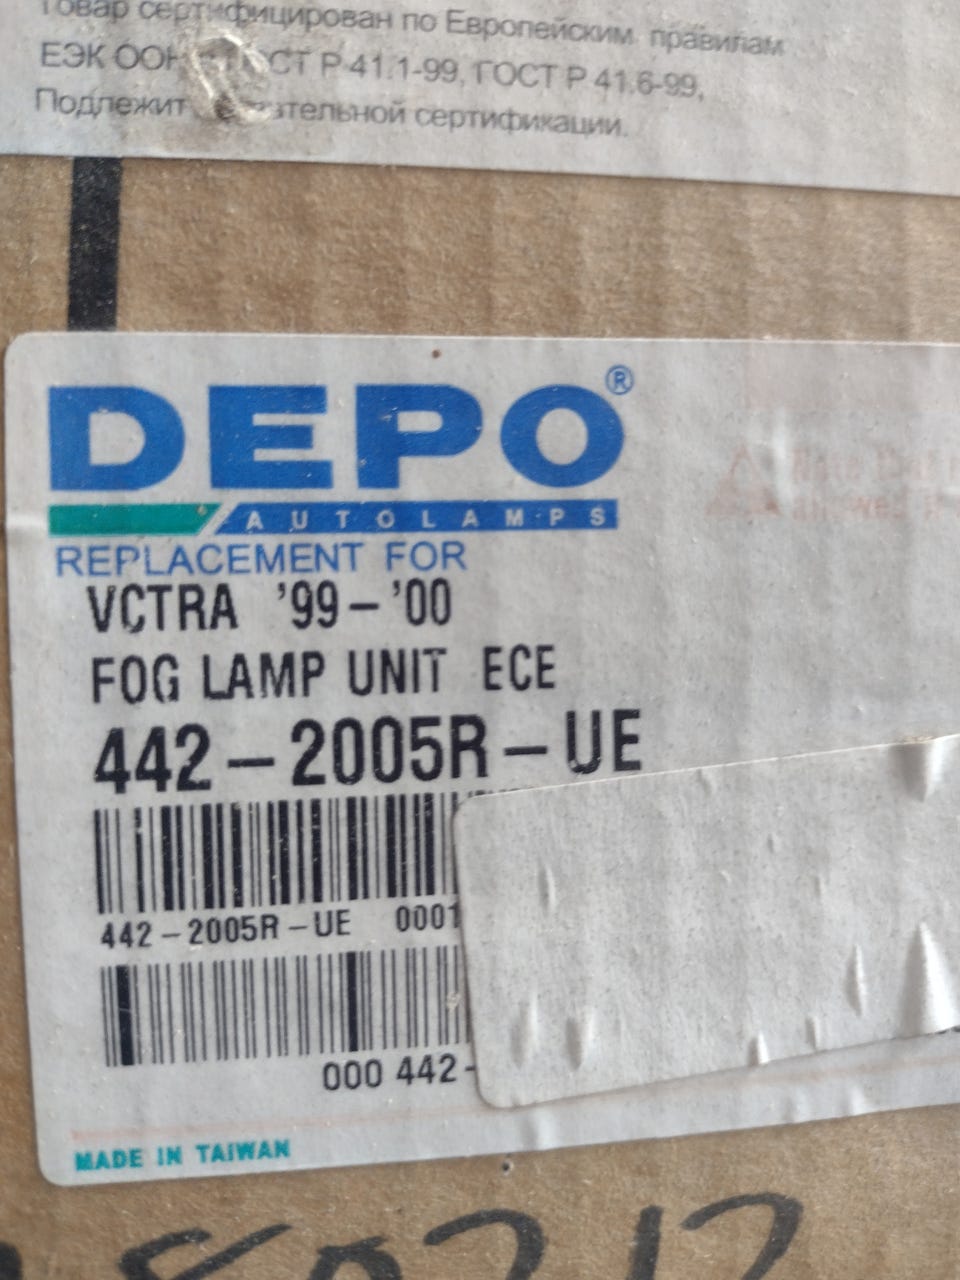 Товар сертифицирован по Европейским правилам
ЕЭК ООН ГОСТ Р 41.1-99, ГОСТ Р 41.6-99,
Подлежит сертификации.
DEPO®
AUTOLAMPS
REPLACEMENT FOR
VCTRA '99-'00
FOG LAMP UNIT ECE
442-2005R-UE
442-2005R-UE 0001
000 442-
MADE IN TAIWAN